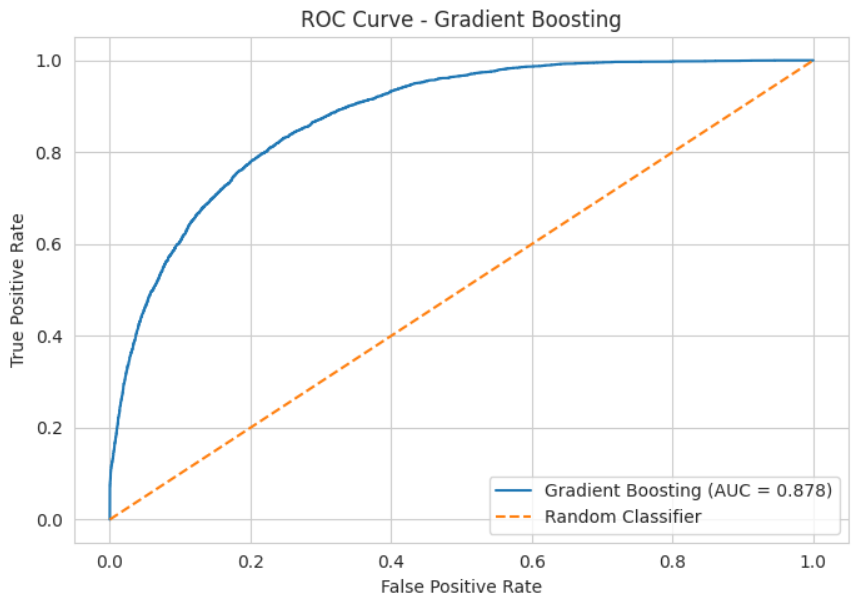 ROC Curve - Gradient Boosting
True Positive Rate
1.0
0.8
0.6
0.4
0.2
0.0
Gradient Boosting (AUC = 0.878)
Random Classifier
0.0 0.2 0.4 0.6 0.8 1.0
False Positive Rate